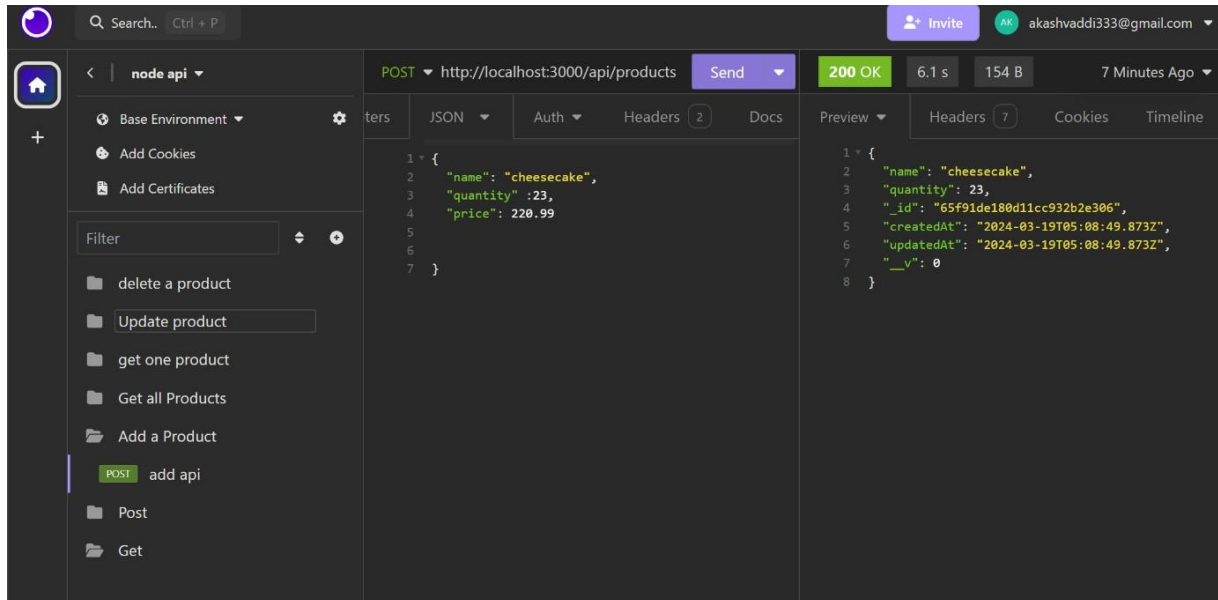 Search.. Ctrl + P
Invite
AK
akashvaddi333@gmail.com
node api
Base Environment
Add Cookies
Add Certificates
Filter
delete a product
Update product
get one product
Get all Products
Add a Product
POST add api
Post
Get
POST http://localhost:3000/api/products Send
ters JSON Auth Headers 2 Docs
1 {
2 "name": "cheesecake",
3 "quantity" :23,
4 "price": 220.99
5
6
7 }
200 OK 6.1 s 154 B 7 Minutes Ago
Preview Headers 7 Cookies Timeline
1 {
2 "name": "cheesecake",
3 "quantity": 23,
4 "_id": "65f91de180d11cc932b2e306",
5 "createdAt": "2024-03-19T05:08:49.873Z",
6 "updatedAt": "2024-03-19T05:08:49.873Z",
7 "__v": 0
8 }